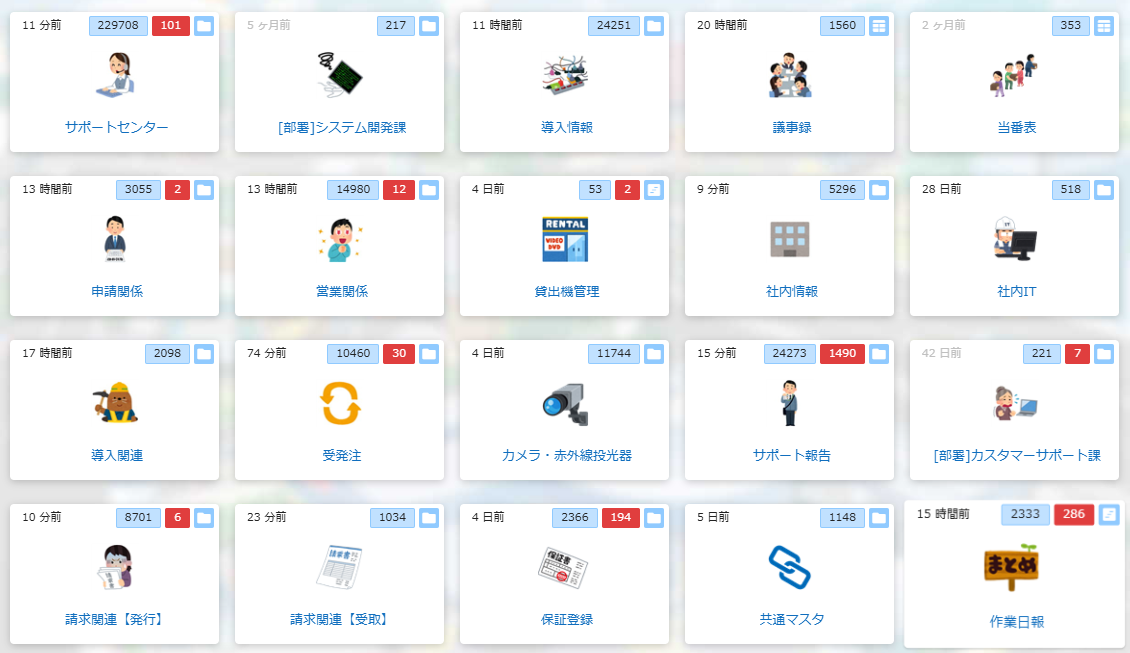 11 分前 229708 101
サポートセンター
5 ヶ月前 217
[部署]システム開発課
11 時間前 24251
導入情報
20 時間前 1560
議事録
2 ヶ月前 353
当番表
13 時間前 3055 2
申請関係
13 時間前 14980 12
営業関係
4 日前 53 2
RENTAL
VIDEO
DVD
貸出機管理
9 分前 5296
社内情報
28 日前 518
IT
社内IT
17 時間前 2098
導入関連
74 分前 10460 30
受発注
4 日前 11744
カメラ・赤外線投光器
15 分前 24273 1490
サポート報告
42 日前 221 7
[部署]カスタマーサポート課
10 分前 8701 6
請求書
請求関連【発行】
23 分前 1034
請求書
請求関連【受取】
4 日前 2366 194
保証書
保証登録
5 日前 1148
共通マスタ
15 時間前 2333 286
まとめ
作業日報